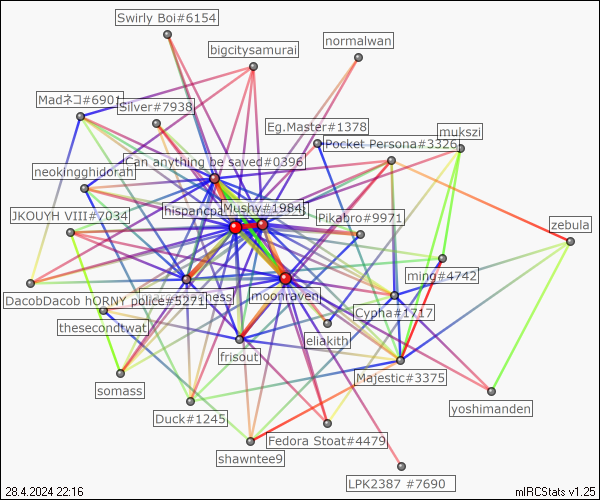 Swirly Boi#6154
normalwan
bigcitysamurai
Madネコ#6901
Silver#7938
Eg.Master#1378
mukszi
Pocket Persona#3326
Can anything be saved#0396
neokingghidorah
hispancpa
Mushy#1984
JKOUYH VIII#7034
Pikabro#9971
zebula
ming#4742
DacobDacob hORNY police#5271
ness
moonraven
Cypha#1717
thesecondtwat
eliakith
frisout
Majestic#3375
somass
yoshimanden
Duck#1245
Fedora Stoat#4479
shawntee9
LPK2387 #7690
28.4.2024 22:16
mIRCStats v1.25